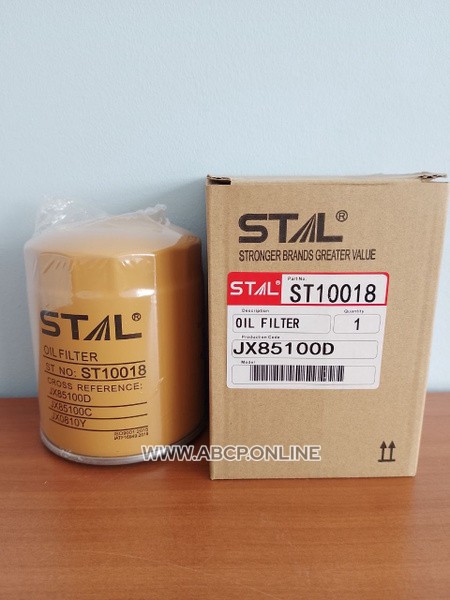 STAL®
OIL FILTER
ST NO: ST10018
CROSS REFERENCE:
JX85100D
JX85100C
JX0810Y
STAL®
STRONGER BRANDS GREATER VALUE
STAL®
Part No.
ST10018
Description
Quantity
OIL FILTER
1
Production Code
JX85100D
Model
WWW.ABCP.ONLINE